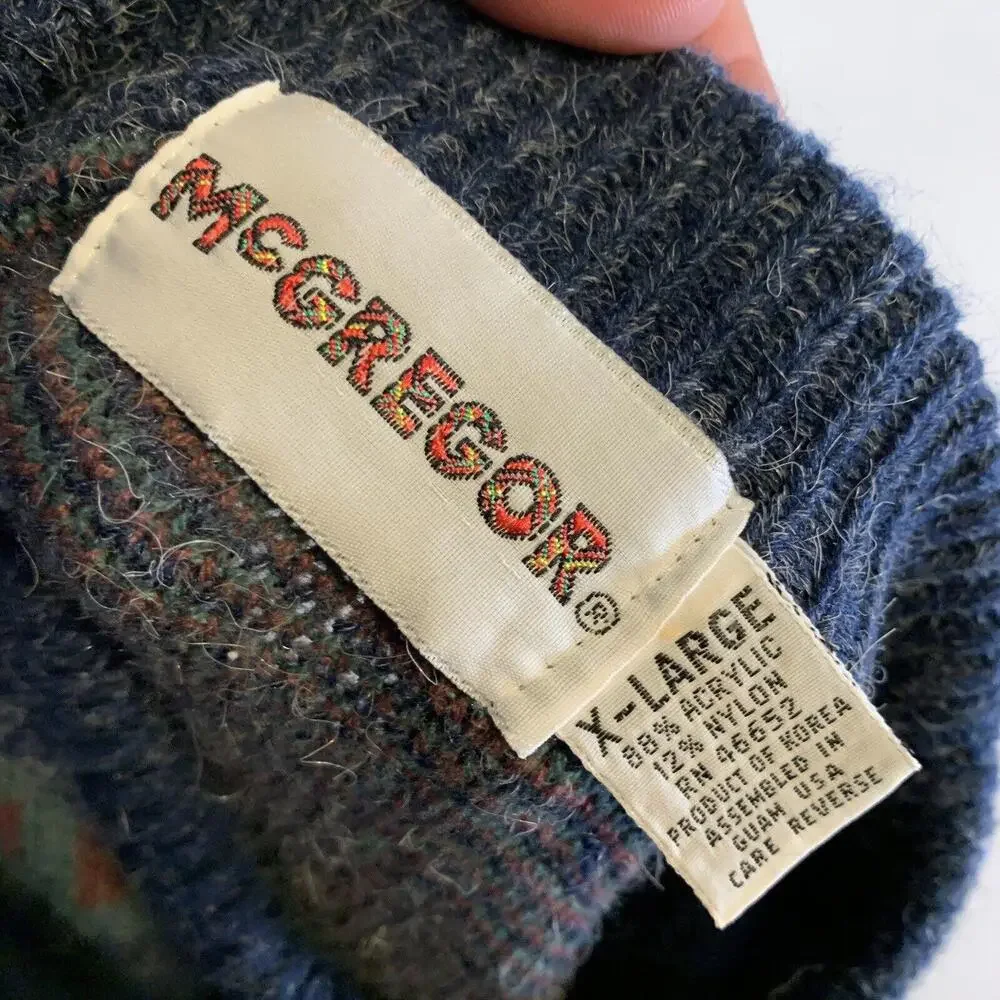 McGREGOR®
X-LARGE
88% ACRYLIC
12% NYLON
RN 46652
PRODUCT OF KOREA
ASSEMBLED IN
GUAM USA
CARE REVERSE